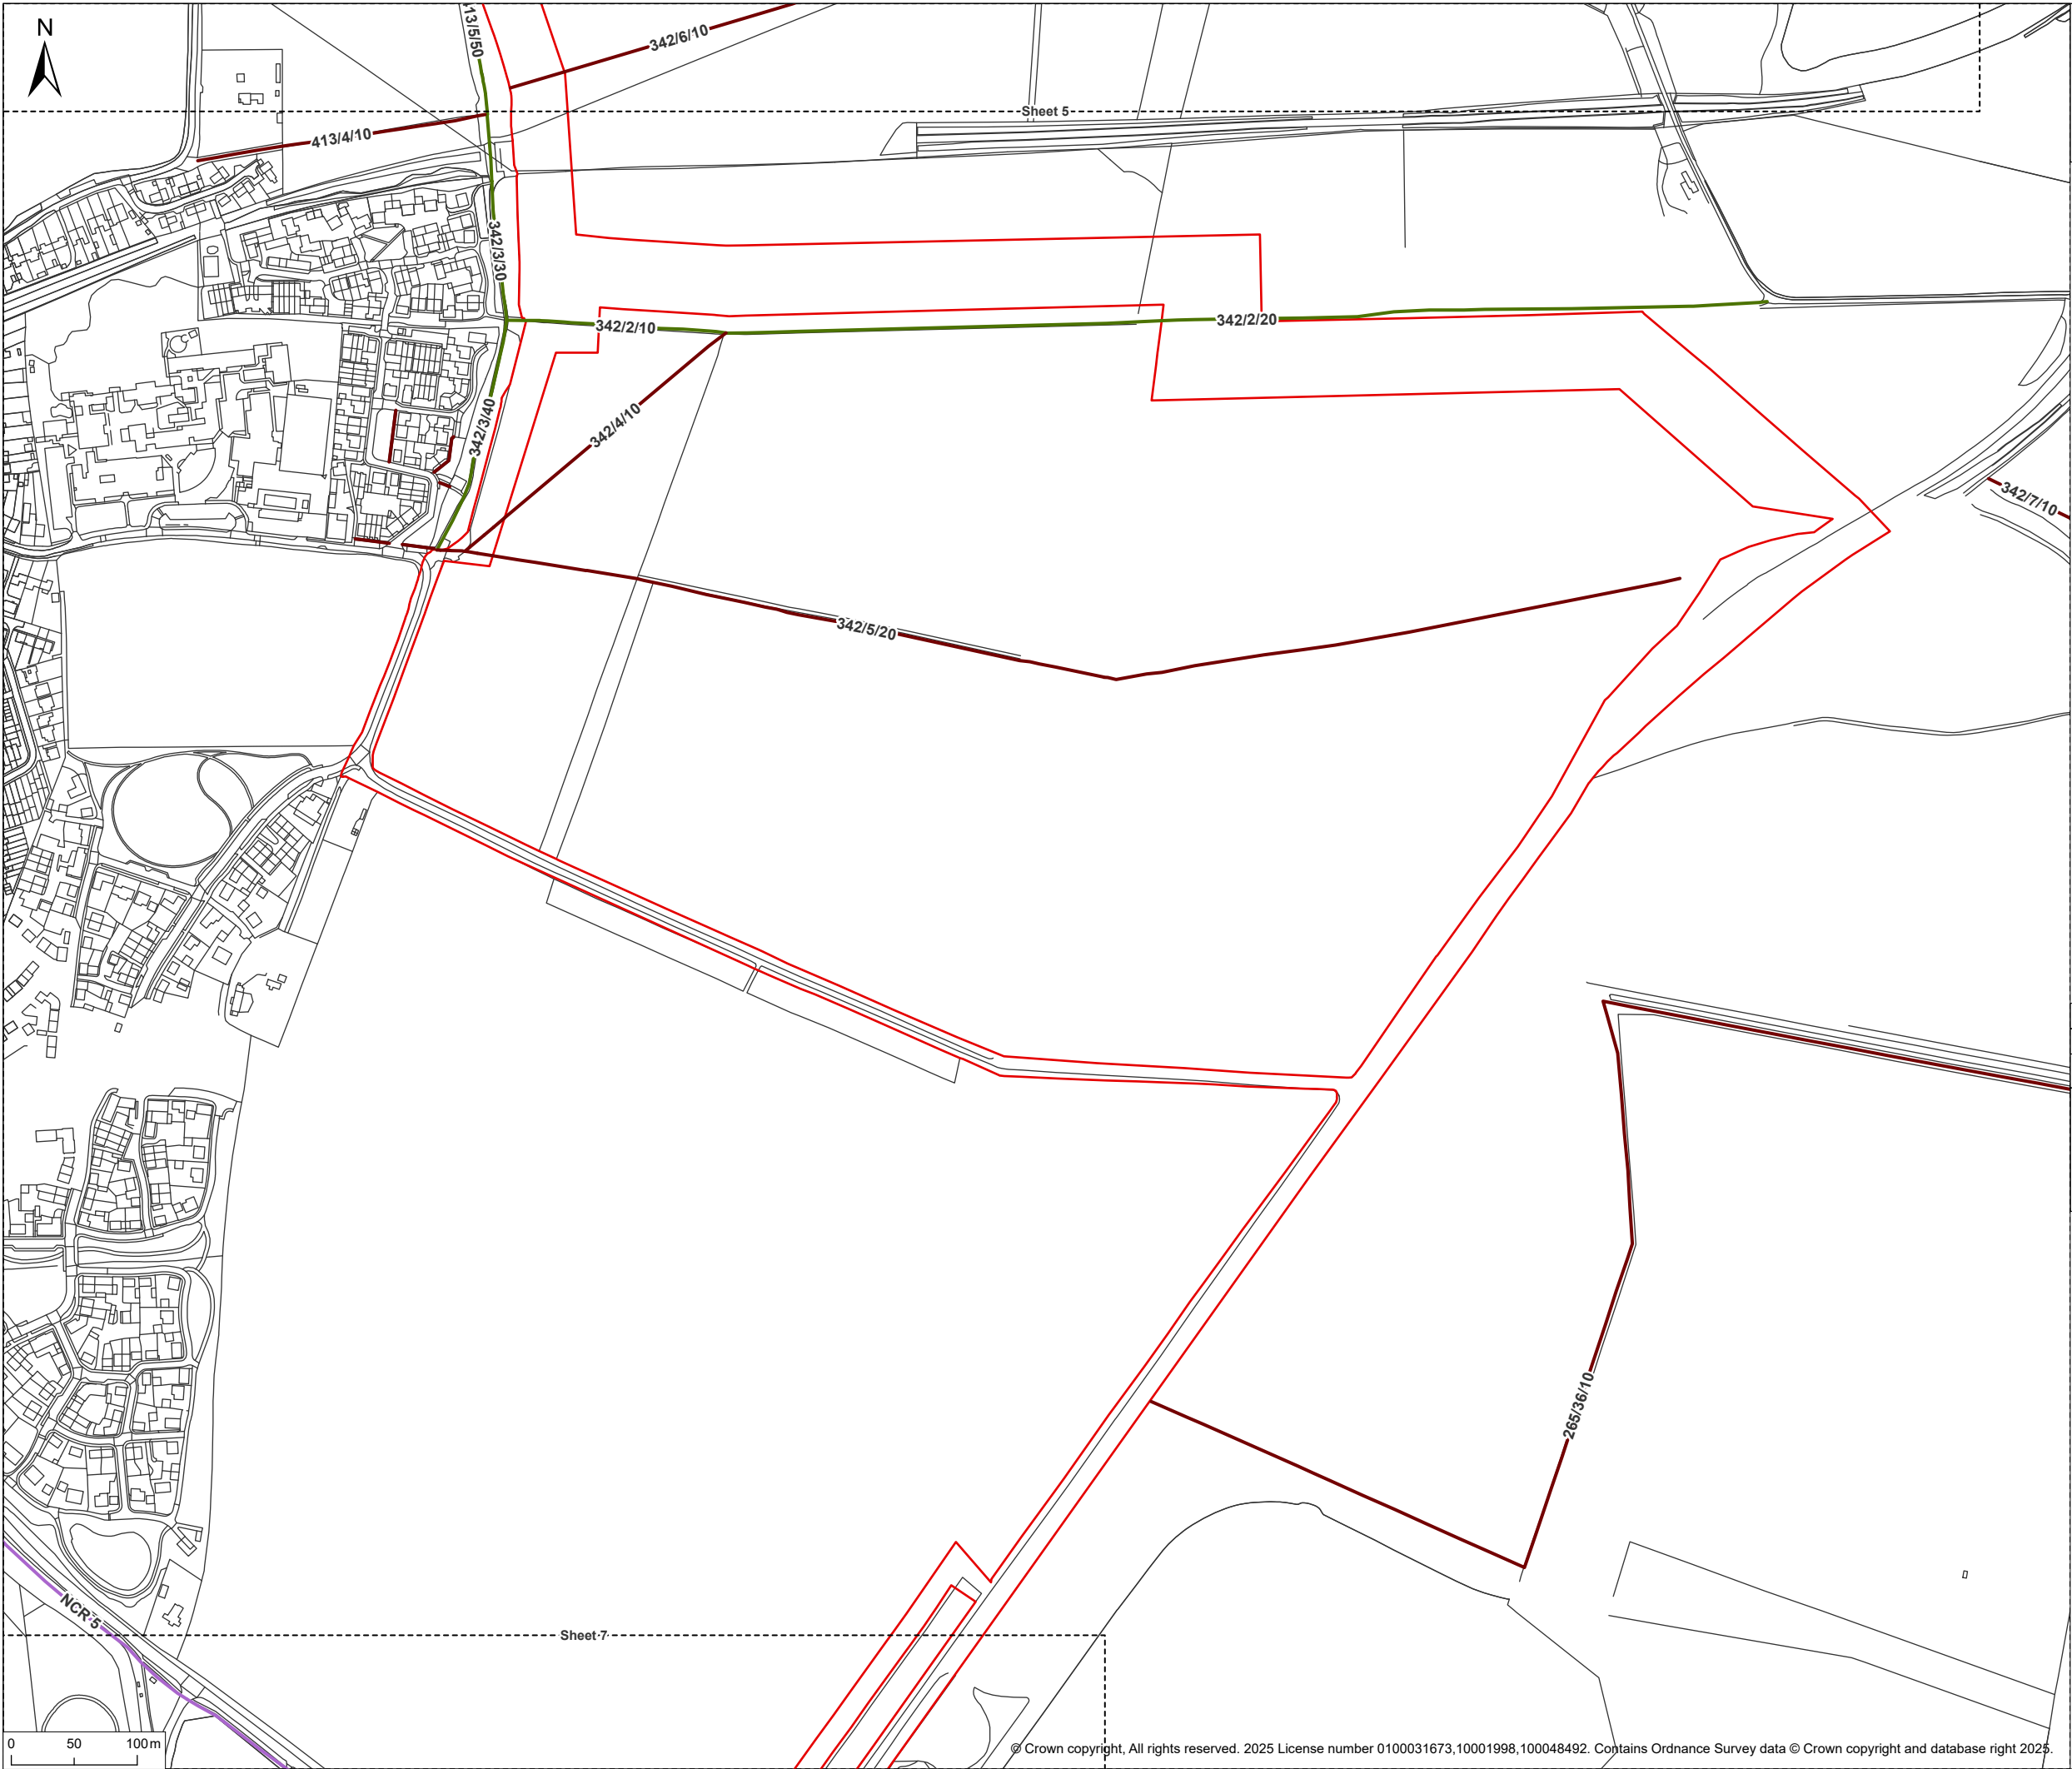 N
413/5/50
342/6/10
Sheet 5
413/4/10
342/3/30
342/2/10
342/2/20
342/3/40
342/4/10
342/7/10
342/5/20
265/36/10
NCR 5
Sheet 7
0 50 100 m
© Crown copyright, All rights reserved. 2025 License number 0100031673,10001998,100048492. Contains Ordnance Survey data © Crown copyright and database right 2025.